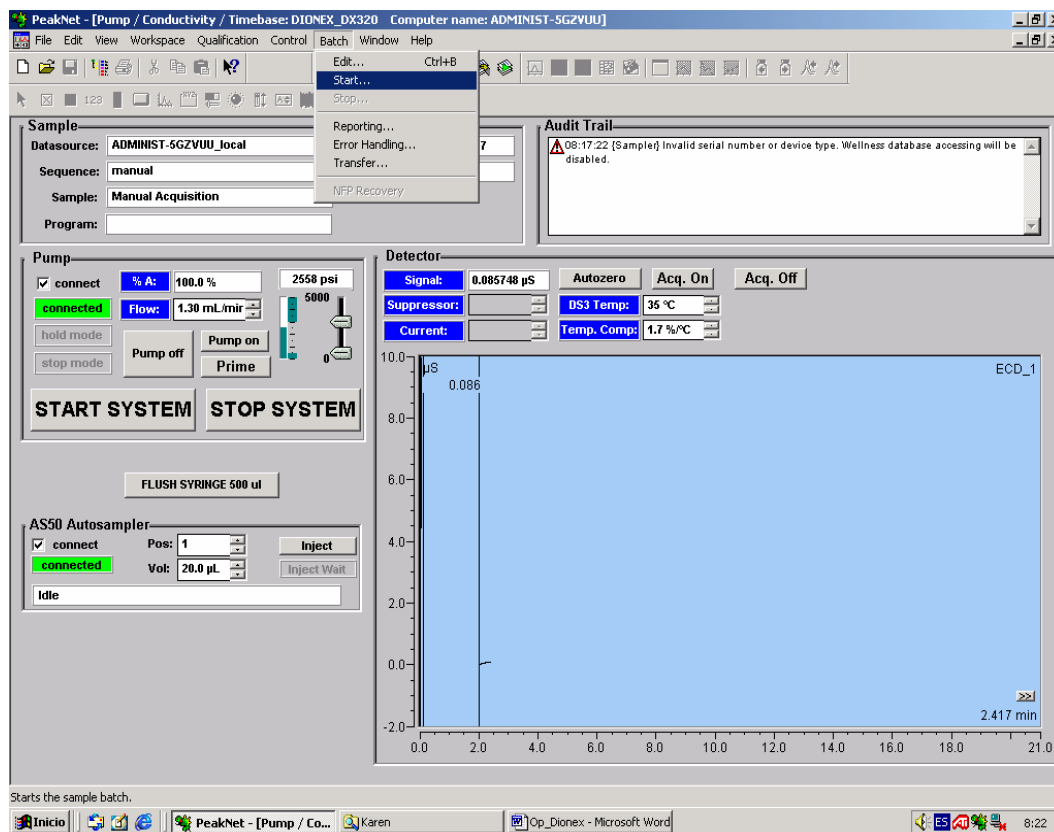 PeakNet - [Pump / Conductivity / Timebase: DIONEX_DX320 Computer name: ADMINIST-5GZVUU]
File Edit View Workspace Qualification Control Batch Window Help
Edit... Ctrl+B
Start...
Stop...
Reporting...
Error Handling...
Transfer...
NFP Recovery
123
Sample
Datasource: ADMINIST-5GZVUU_local 7
Sequence: manual
Sample: Manual Acquisition
Program:
Audit Trail
08:17:22 {Sampler} Invalid serial number or device type. Wellness database accessing will be
disabled.
Pump
connect % A: 100.0 % 2558 psi
connected Flow: 1.30 mL/mir 5000
hold mode
stop mode
Pump off
Pump on
Prime
0
START SYSTEM STOP SYSTEM
FLUSH SYRINGE 500 ul
AS50 Autosampler
connect Pos: 1 Inject
connected Vol: 20.0 µL Inject Wait
Idle
Detector
Signal: 0.085748 µS Autozero Acq. On Acq. Off
Suppressor: DS3 Temp: 35 ºC
Current: Temp. Comp: 1.7 %/ºC
10.0
µS
0.086
ECD_1
8.0
6.0
4.0
2.0
0.0
-2.0
>>
2.417 min
0.0 2.0 4.0 6.0 8.0 10.0 12.0 14.0 16.0 18.0 21.0
Starts the sample batch.
Inicio PeakNet - [Pump / Co... Karen Op_Dionex - Microsoft Word ES 8:22